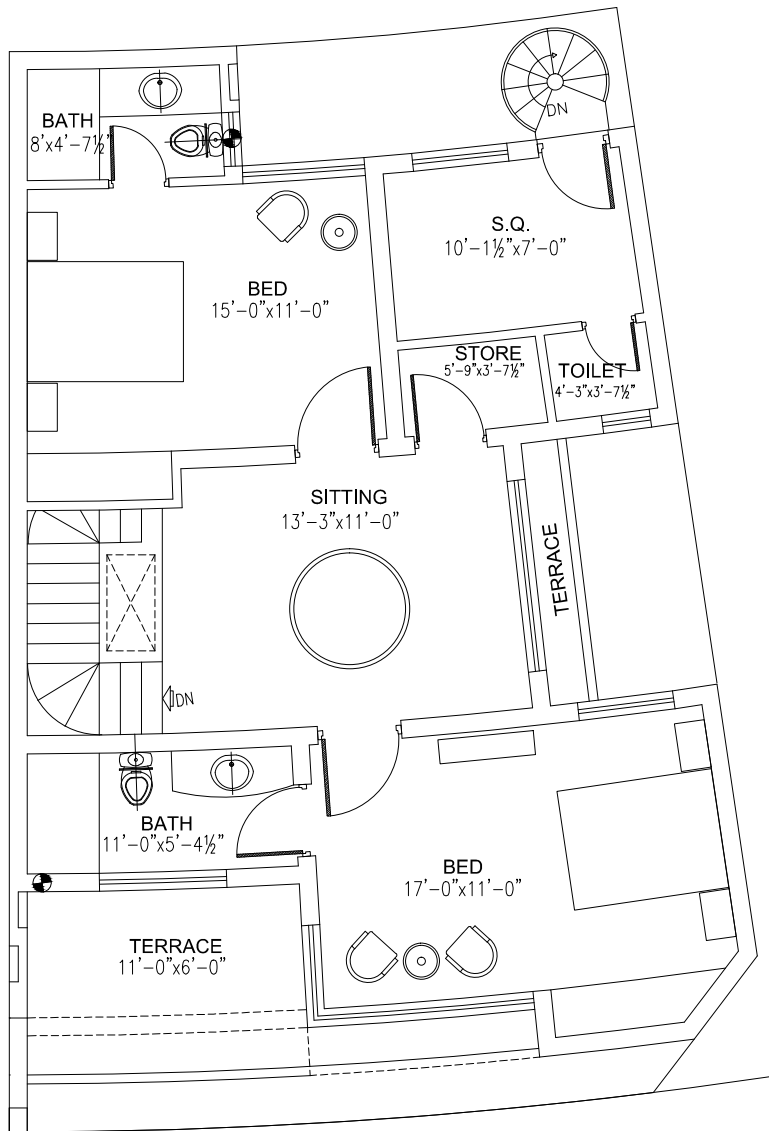 DN
BATH
8'x4'-7½"
S.Q.
10'-1½"x7'-0"
BED
15'-0"x11'-0"
STORE
5'-9"x3'-7½"
TOILET
4'-3"x3'-7½"
SITTING
13'-3"x11'-0"
TERRACE
DN
BATH
11'-0"x5'-4½"
BED
17'-0"x11'-0"
TERRACE
11'-0"x6'-0"